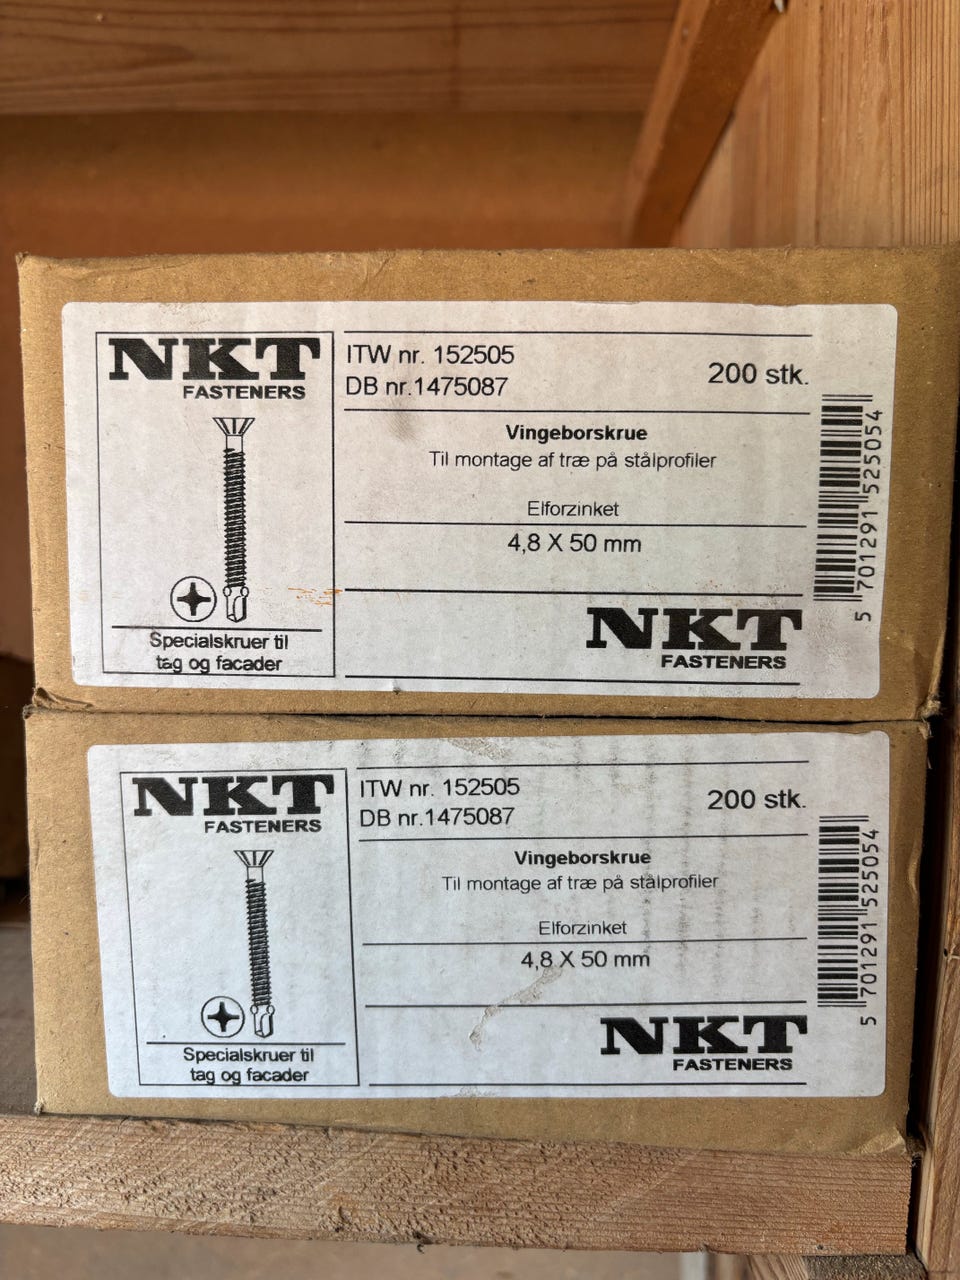 NKT
FASTENERS
Specialskruer til
tag og facader
ITW nr. 152505
DB nr.1475087
200 stk.
Vingeborskrue
Til montage af træ på stålprofiler
Elforzinket
4,8 X 50 mm
NKT
FASTENERS
5 701291 525054
NKT
FASTENERS
Specialskruer til
tag og facader
ITW nr. 152505
DB nr.1475087
200 stk.
Vingeborskrue
Til montage af træ på stålprofiler
Elforzinket
4,8 X 50 mm
NKT
FASTENERS
5 701291 525054